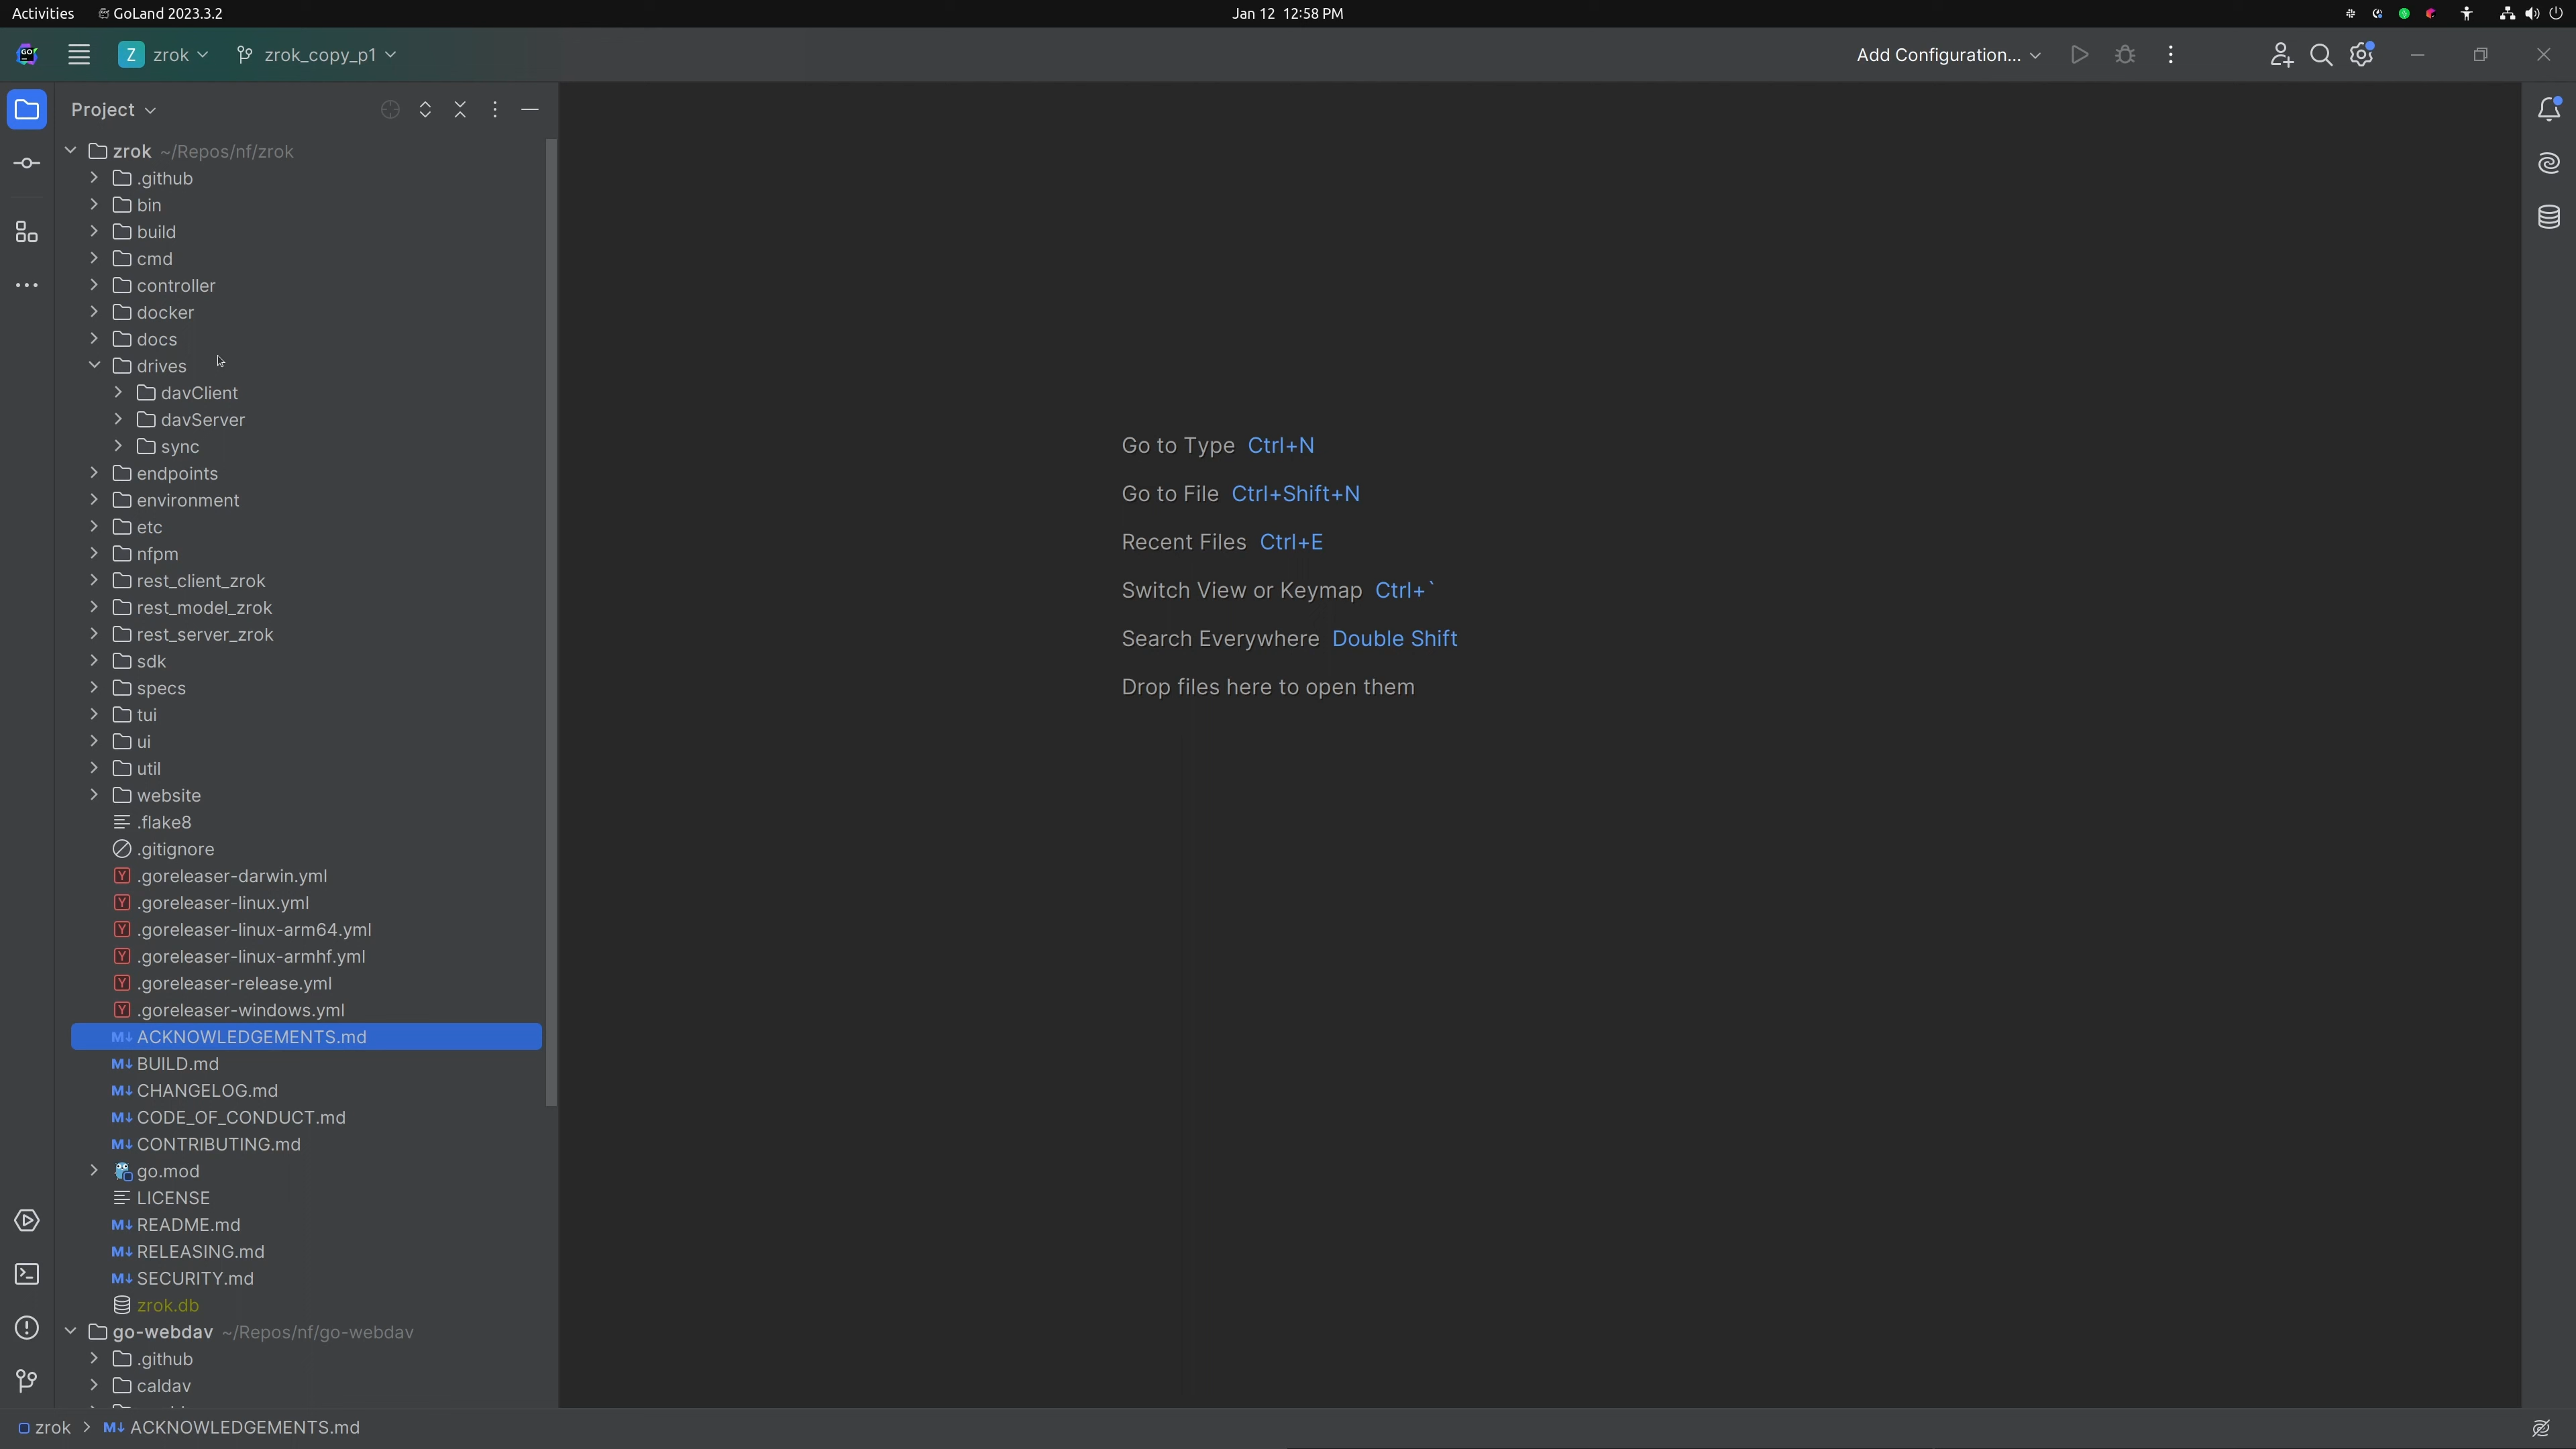 Activities GoLand 2023.3.2 Jan 12 12:58 PM
GO Z zrok zrok_copy_p1 Add Configuration...
Project
zrok ~/Repos/nf/zrok
.github
bin
build
cmd
controller
docker
docs
drives
davClient
davServer
sync
endpoints
environment
etc
nfpm
rest_client_zrok
rest_model_zrok
rest_server_zrok
sdk
specs
tui
ui
util
website
.flake8
.gitignore
Y .goreleaser-darwin.yml
Y .goreleaser-linux.yml
Y .goreleaser-linux-arm64.yml
Y .goreleaser-linux-armhf.yml
Y .goreleaser-release.yml
Y .goreleaser-windows.yml
M↓ ACKNOWLEDGEMENTS.md
M↓ BUILD.md
M↓ CHANGELOG.md
M↓ CODE_OF_CONDUCT.md
M↓ CONTRIBUTING.md
go.mod
LICENSE
M↓ README.md
M↓ RELEASING.md
M↓ SECURITY.md
zrok.db
go-webdav ~/Repos/nf/go-webdav
.github
caldav
Go to Type Ctrl+N
Go to File Ctrl+Shift+N
Recent Files Ctrl+E
Switch View or Keymap Ctrl+`
Search Everywhere Double Shift
Drop files here to open them
zrok > M↓ ACKNOWLEDGEMENTS.md